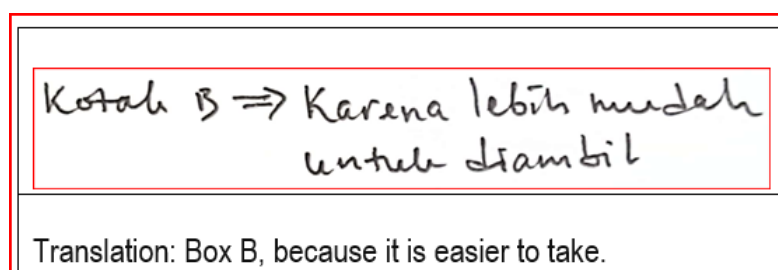 Kotak B => Karena lebih mudah
untuk diambil
Translation: Box B, because it is easier to take.